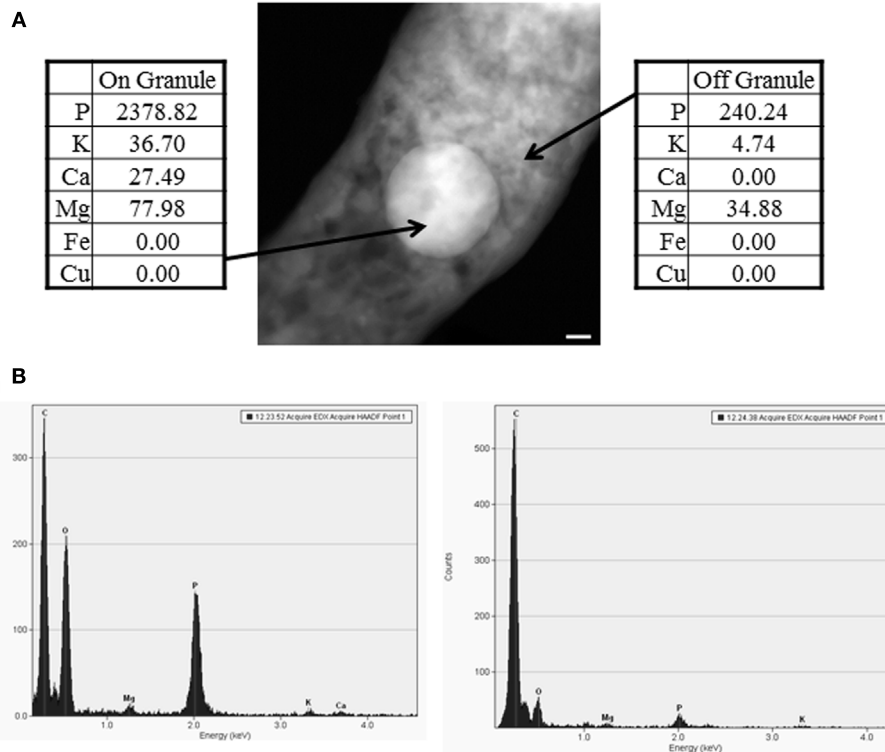 A
On Granule
P 2378.82
K 36.70
Ca 27.49
Mg 77.98
Fe 0.00
Cu 0.00
Off Granule
P 240.24
K 4.74
Ca 0.00
Mg 34.88
Fe 0.00
Cu 0.00
B
12.23.52 Acquire EDX Acquire HAADF Point 1
C
O
P
Mg
K
Ca
300
200
100
0.0
1.0 2.0 3.0 4.0
Energy (keV)
12.24.38 Acquire EDX Acquire HAADF Point 1
C
O
Mg
P
K
Counts
500
400
300
200
100
1.0 2.0 3.0 4.0
Energy (keV)